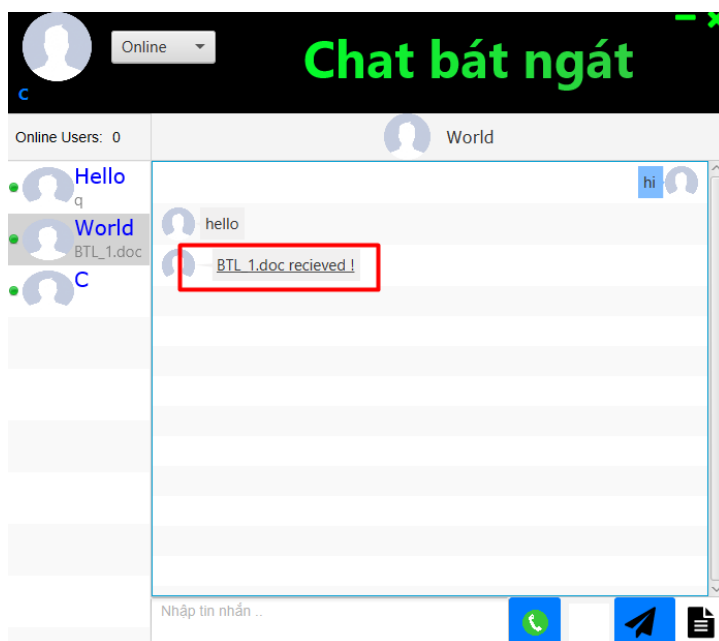 Online
Chat bát ngát
C
Online Users: 0
World
Hello
q
World
BTL_1.doc
C
hi
hello
BTL_1.doc recieved !
Nhập tin nhắn ..